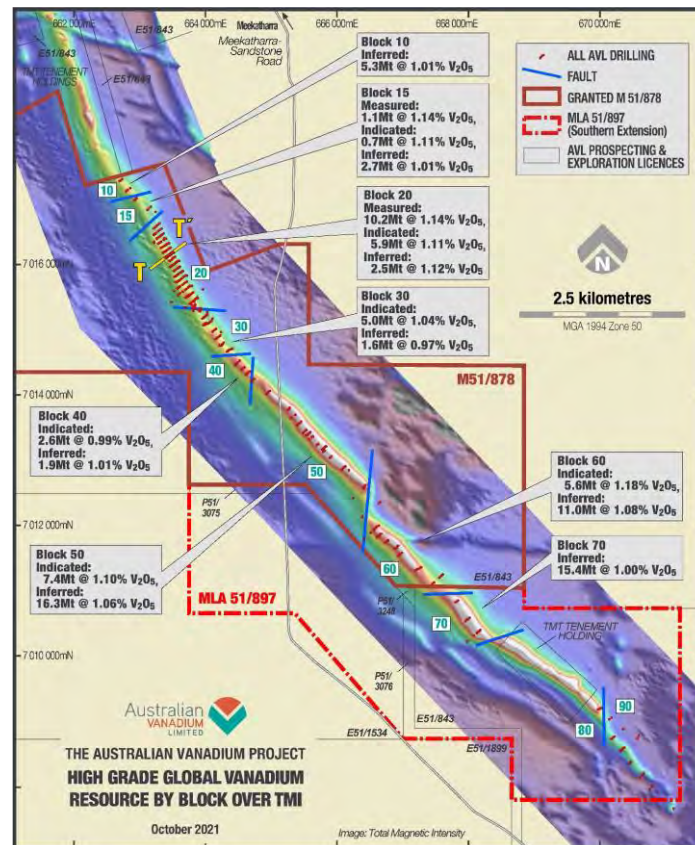 662 000mE
664 000mE
666 000mE
668 000mE
670 000mE
Meekatharra
Meekatharra-
Sandstone
Road
E51/843
E51/843
TMT TENEMENT
HOLDINGS
Block 10
Inferred:
5.3Mt @ 1.01% V₂O₅
Block 15
Measured:
1.1Mt @ 1.14% V₂O₅,
Indicated:
0.7Mt @ 1.11% V₂O₅,
Inferred:
2.7Mt @ 1.01% V₂O₅
Block 20
Measured:
10.2Mt @ 1.14% V₂O₅,
Indicated:
5.9Mt @ 1.11% V₂O₅,
Inferred:
2.5Mt @ 1.12% V₂O₅
Block 30
Indicated:
5.0Mt @ 1.04% V₂O₅,
Inferred:
1.6Mt @ 0.97% V₂O₅
ALL AVL DRILLING
FAULT
GRANTED M 51/878
MLA 51/897
(Southern Extension)
AVL PROSPECTING &
EXPLORATION LICENCES
N
2.5 kilometres
MGA 1994 Zone 50
10
15
T´
T
20
30
40
7 016 000mN
7 014 000mN
M51/878
Block 40
Indicated:
2.6Mt @ 0.99% V₂O₅,
Inferred:
1.9Mt @ 1.01% V₂O₅
50
P51/
3075
7 012 000mN
Block 60
Indicated:
5.6Mt @ 1.18% V₂O₅,
Inferred:
11.0Mt @ 1.08% V₂O₅
Block 50
Indicated:
7.4Mt @ 1.10% V₂O₅,
Inferred:
16.3Mt @ 1.06% V₂O₅
60
Block 70
Inferred:
15.4Mt @ 1.00% V₂O₅
E51/843
MLA 51/897
P51/
3248
70
TMT TENEMENT
HOLDING
7 010 000mN
P51/
3076
90
80
E51/843
E51/1534
E51/1899
Australian
Vanadium
LIMITED
THE AUSTRALIAN VANADIUM PROJECT
HIGH GRADE GLOBAL VANADIUM
RESOURCE BY BLOCK OVER TMI
October 2021
Image: Total Magnetic Intensity